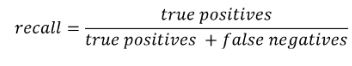 recall = true positives / true positives + false negatives